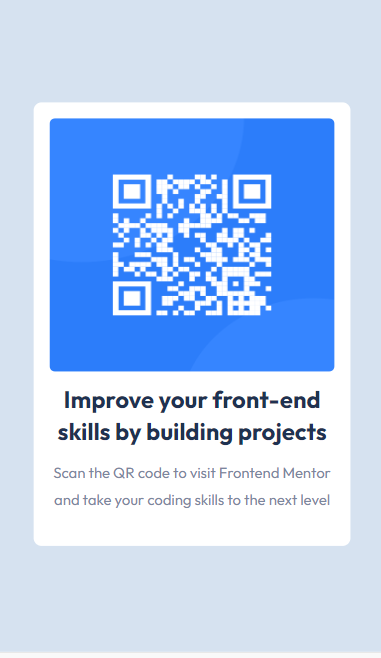 Improve your front-end
skills by building projects
Scan the QR code to visit Frontend Mentor
and take your coding skills to the next level